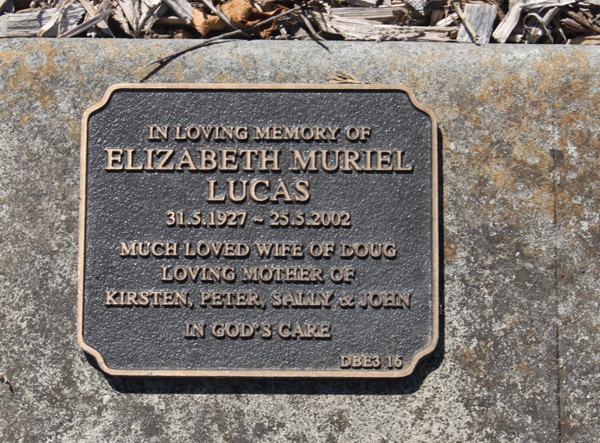 IN LOVING MEMORY OF
ELIZABETH MURIEL
LUCAS
31.5.1927 ~ 25.5.2002
MUCH LOVED WIFE OF DOUG
LOVING MOTHER OF
KIRSTEN, PETER, SALLY & JOHN
IN GOD'S CARE
DBE3 16